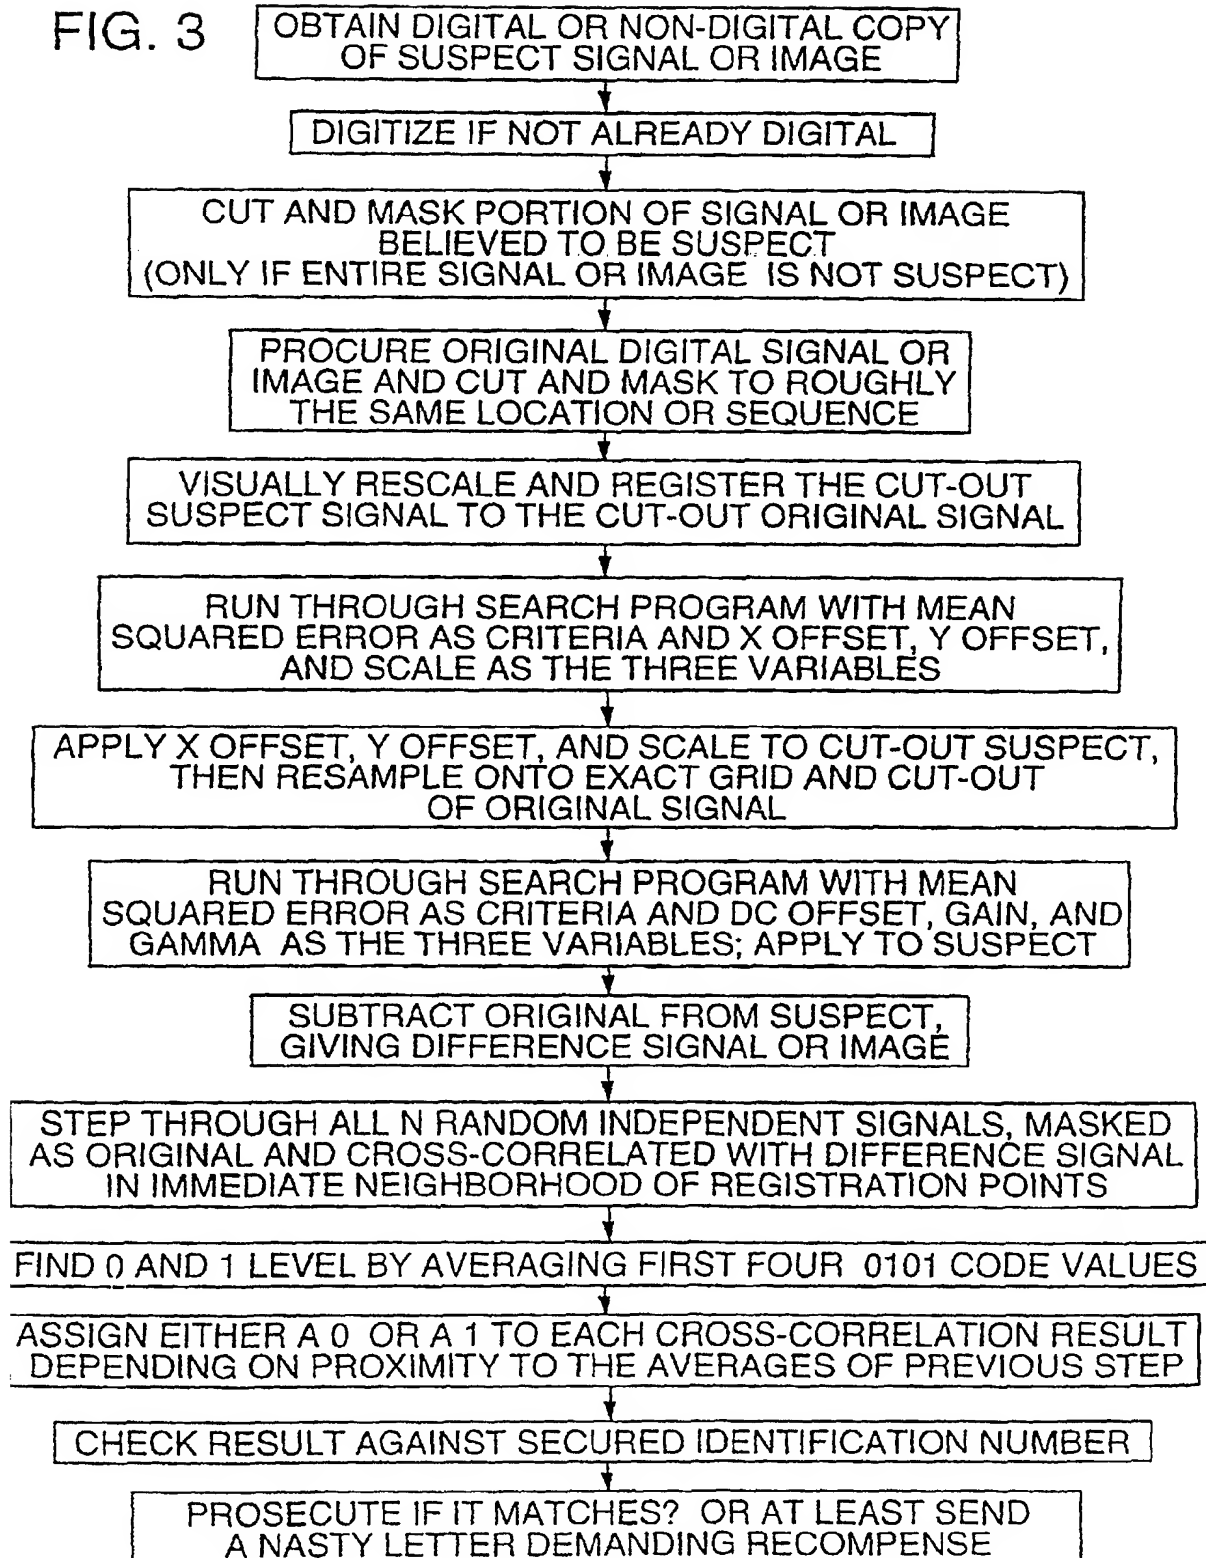 FIG. 3
OBTAIN DIGITAL OR NON-DIGITAL COPY
OF SUSPECT SIGNAL OR IMAGE
DIGITIZE IF NOT ALREADY DIGITAL
CUT AND MASK PORTION OF SIGNAL OR IMAGE
BELIEVED TO BE SUSPECT
(ONLY IF ENTIRE SIGNAL OR IMAGE IS NOT SUSPECT)
PROCURE ORIGINAL DIGITAL SIGNAL OR
IMAGE AND CUT AND MASK TO ROUGHLY
THE SAME LOCATION OR SEQUENCE
VISUALLY RESCALE AND REGISTER THE CUT-OUT
SUSPECT SIGNAL TO THE CUT-OUT ORIGINAL SIGNAL
RUN THROUGH SEARCH PROGRAM WITH MEAN
SQUARED ERROR AS CRITERIA AND X OFFSET, Y OFFSET,
AND SCALE AS THE THREE VARIABLES
APPLY X OFFSET, Y OFFSET, AND SCALE TO CUT-OUT SUSPECT,
THEN RESAMPLE ONTO EXACT GRID AND CUT-OUT
OF ORIGINAL SIGNAL
RUN THROUGH SEARCH PROGRAM WITH MEAN
SQUARED ERROR AS CRITERIA AND DC OFFSET, GAIN, AND
GAMMA AS THE THREE VARIABLES; APPLY TO SUSPECT
SUBTRACT ORIGINAL FROM SUSPECT,
GIVING DIFFERENCE SIGNAL OR IMAGE
STEP THROUGH ALL N RANDOM INDEPENDENT SIGNALS, MASKED
AS ORIGINAL AND CROSS-CORRELATED WITH DIFFERENCE SIGNAL
IN IMMEDIATE NEIGHBORHOOD OF REGISTRATION POINTS
FIND 0 AND 1 LEVEL BY AVERAGING FIRST FOUR 0101 CODE VALUES
ASSIGN EITHER A 0 OR A 1 TO EACH CROSS-CORRELATION RESULT
DEPENDING ON PROXIMITY TO THE AVERAGES OF PREVIOUS STEP
CHECK RESULT AGAINST SECURED IDENTIFICATION NUMBER
PROSECUTE IF IT MATCHES? OR AT LEAST SEND
A NASTY LETTER DEMANDING RECOMPENSE